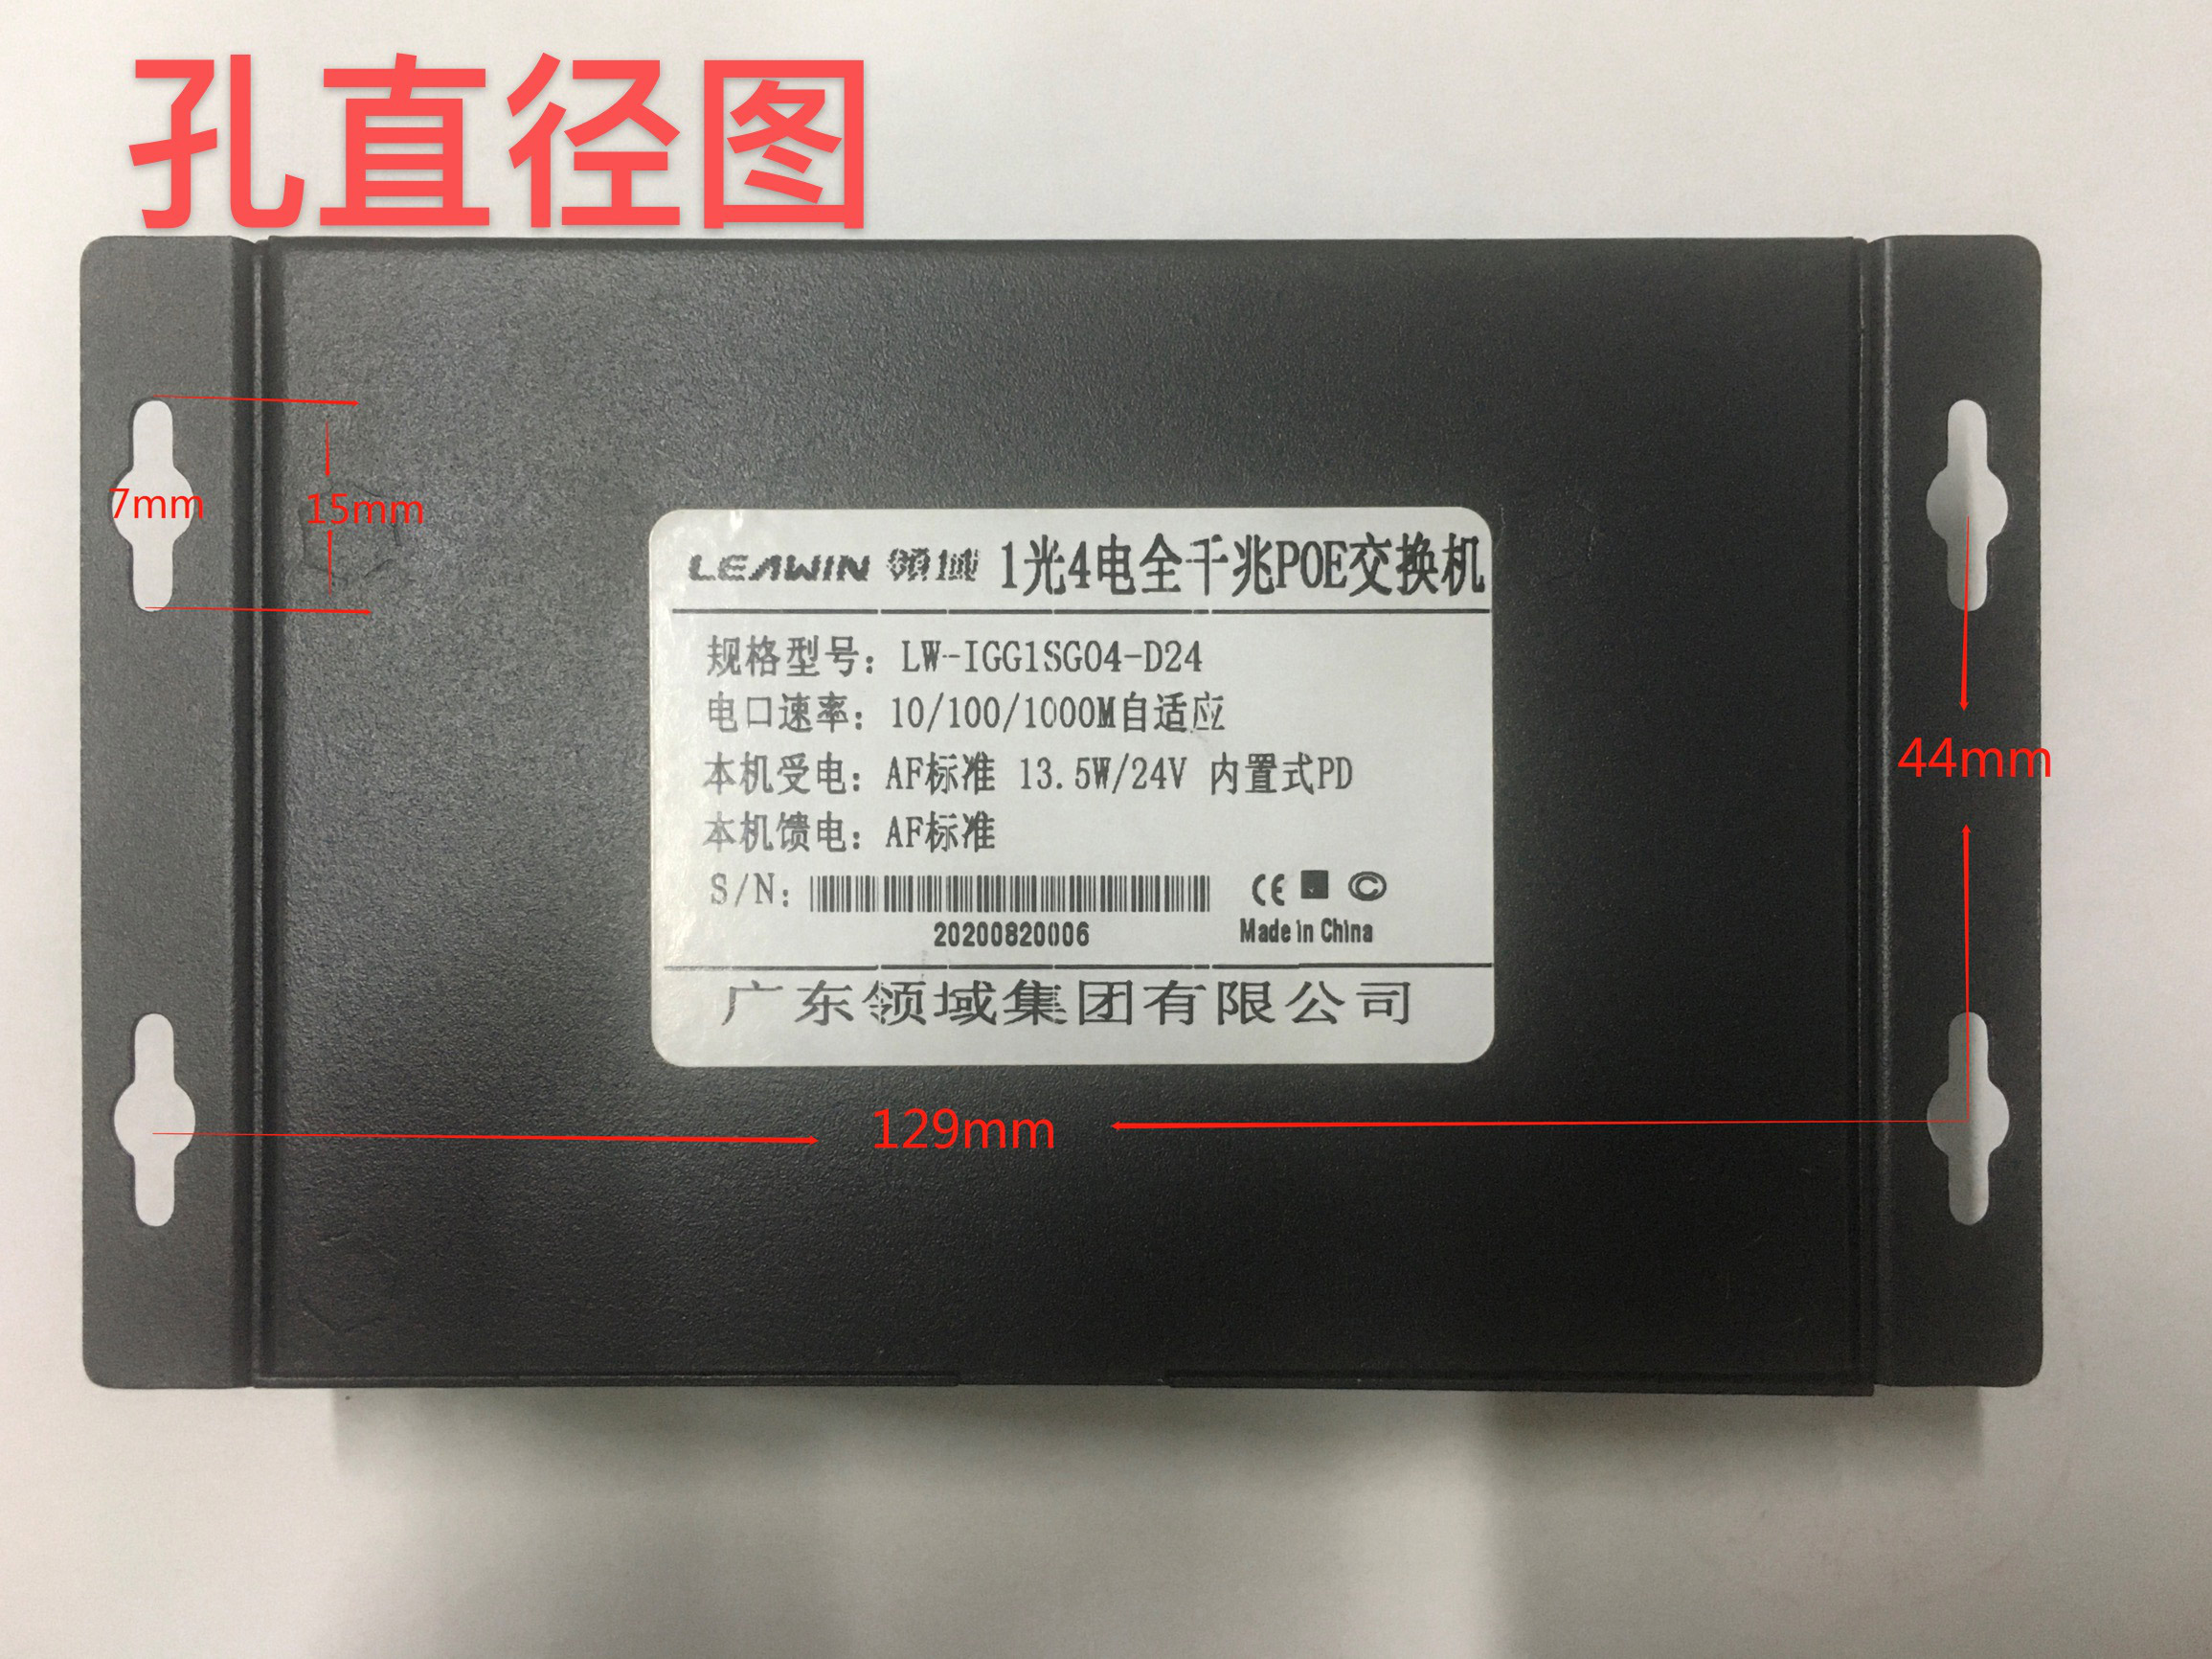 孔直径图
7mm
15mm
LEAWIN 领域 1光4电全千兆POE交换机
规格型号：LW-IGG1SG04-D24
电口速率：10/100/1000M自适应
本机受电：AF标准 13.5W/24V 内置式PD
44mm
本机馈电：AF标准
S/N：
CE
20200820006
Made in China
广东领域集团有限公司
129mm